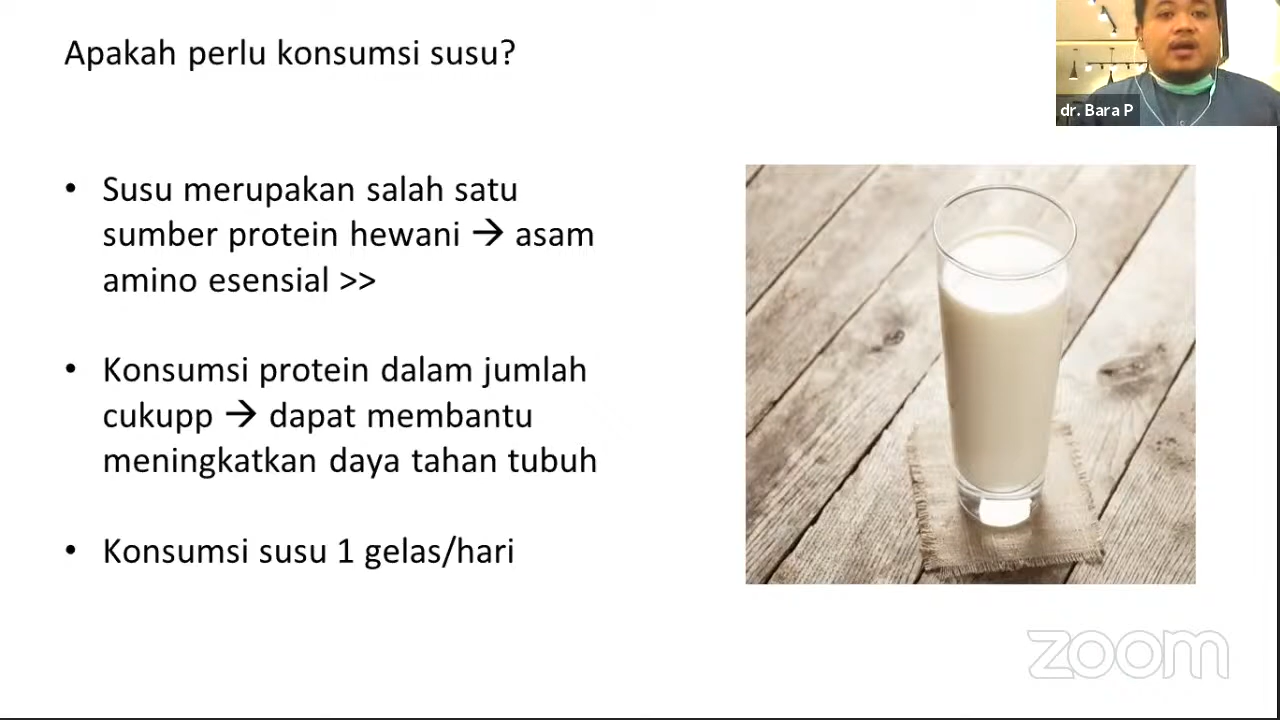 Apakah perlu konsumsi susu?
dr. Bara P
• Susu merupakan salah satu
sumber protein hewani → asam
amino esensial >>
• Konsumsi protein dalam jumlah
cukupp → dapat membantu
meningkatkan daya tahan tubuh
• Konsumsi susu 1 gelas/hari
zoom